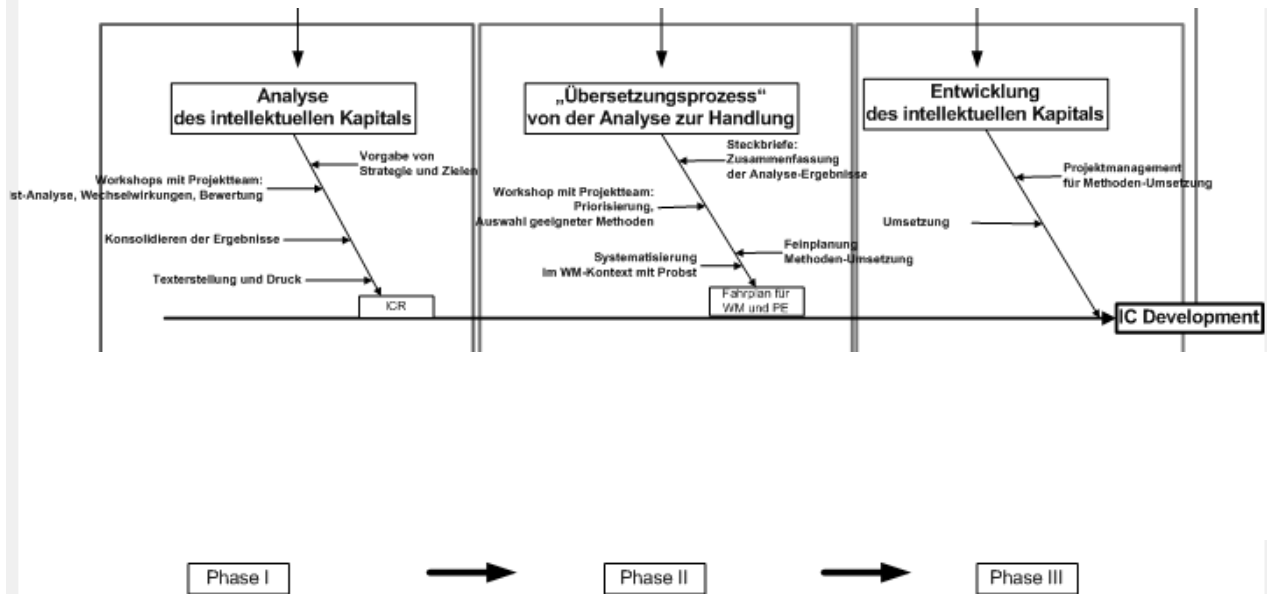 Analyse
des intellektuellen Kapitals
Vorgabe von
Strategie und Zielen
Workshops mit Projektteam:
st-Analyse, Wechselwirkungen, Bewertung
Konsolidieren der Ergebnisse
Texterstellung und Druck
ICR
„Übersetzungsprozess“
von der Analyse zur Handlung
Steckbriefe:
Zusammenfassung
der Analyse-Ergebnisse
Workshop mit Projektteam:
Priorisierung,
Auswahl geeigneter Methoden
Feinplanung
Methoden-Umsetzung
Systematisierung
im WM-Kontext mit Probst
Fahrplan für
WM und PE
Entwicklung
des intellektuellen Kapitals
Projektmanagement
für Methoden-Umsetzung
Umsetzung
IC Development
Phase I
Phase II
Phase III